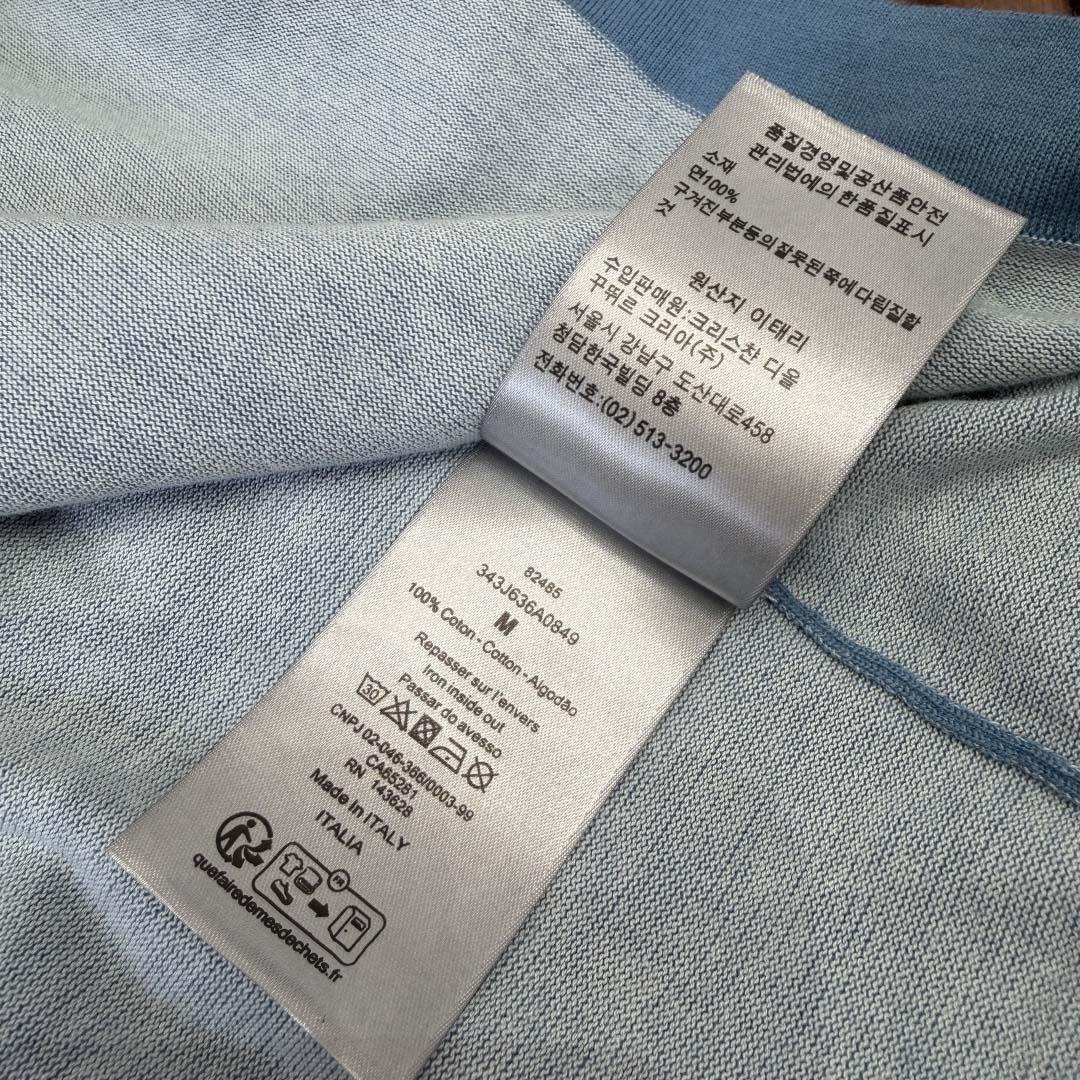 품질경영및공산품안전
관리법에의한품질표시
소재
면100%
구겨진부분동의잘못된쪽에다림질할
것
원산지 이태리
수입판매원:크리스챤 디올
꾸뛰르 크리아(주)
서울시 강남구 도산대로458
청담한국빌딩 8층
전화번호:(02)513-3200
82465
343J636A0849
M
100% Coton - Cotton - Algodão
Repasser sur l'envers
Iron inside out
Passar do avesso
30
CNPJ 02-046-366/0003-99
CA65281
RN 143628
Made in ITALY
ITALIA
FR
quefairedemesdechets.fr